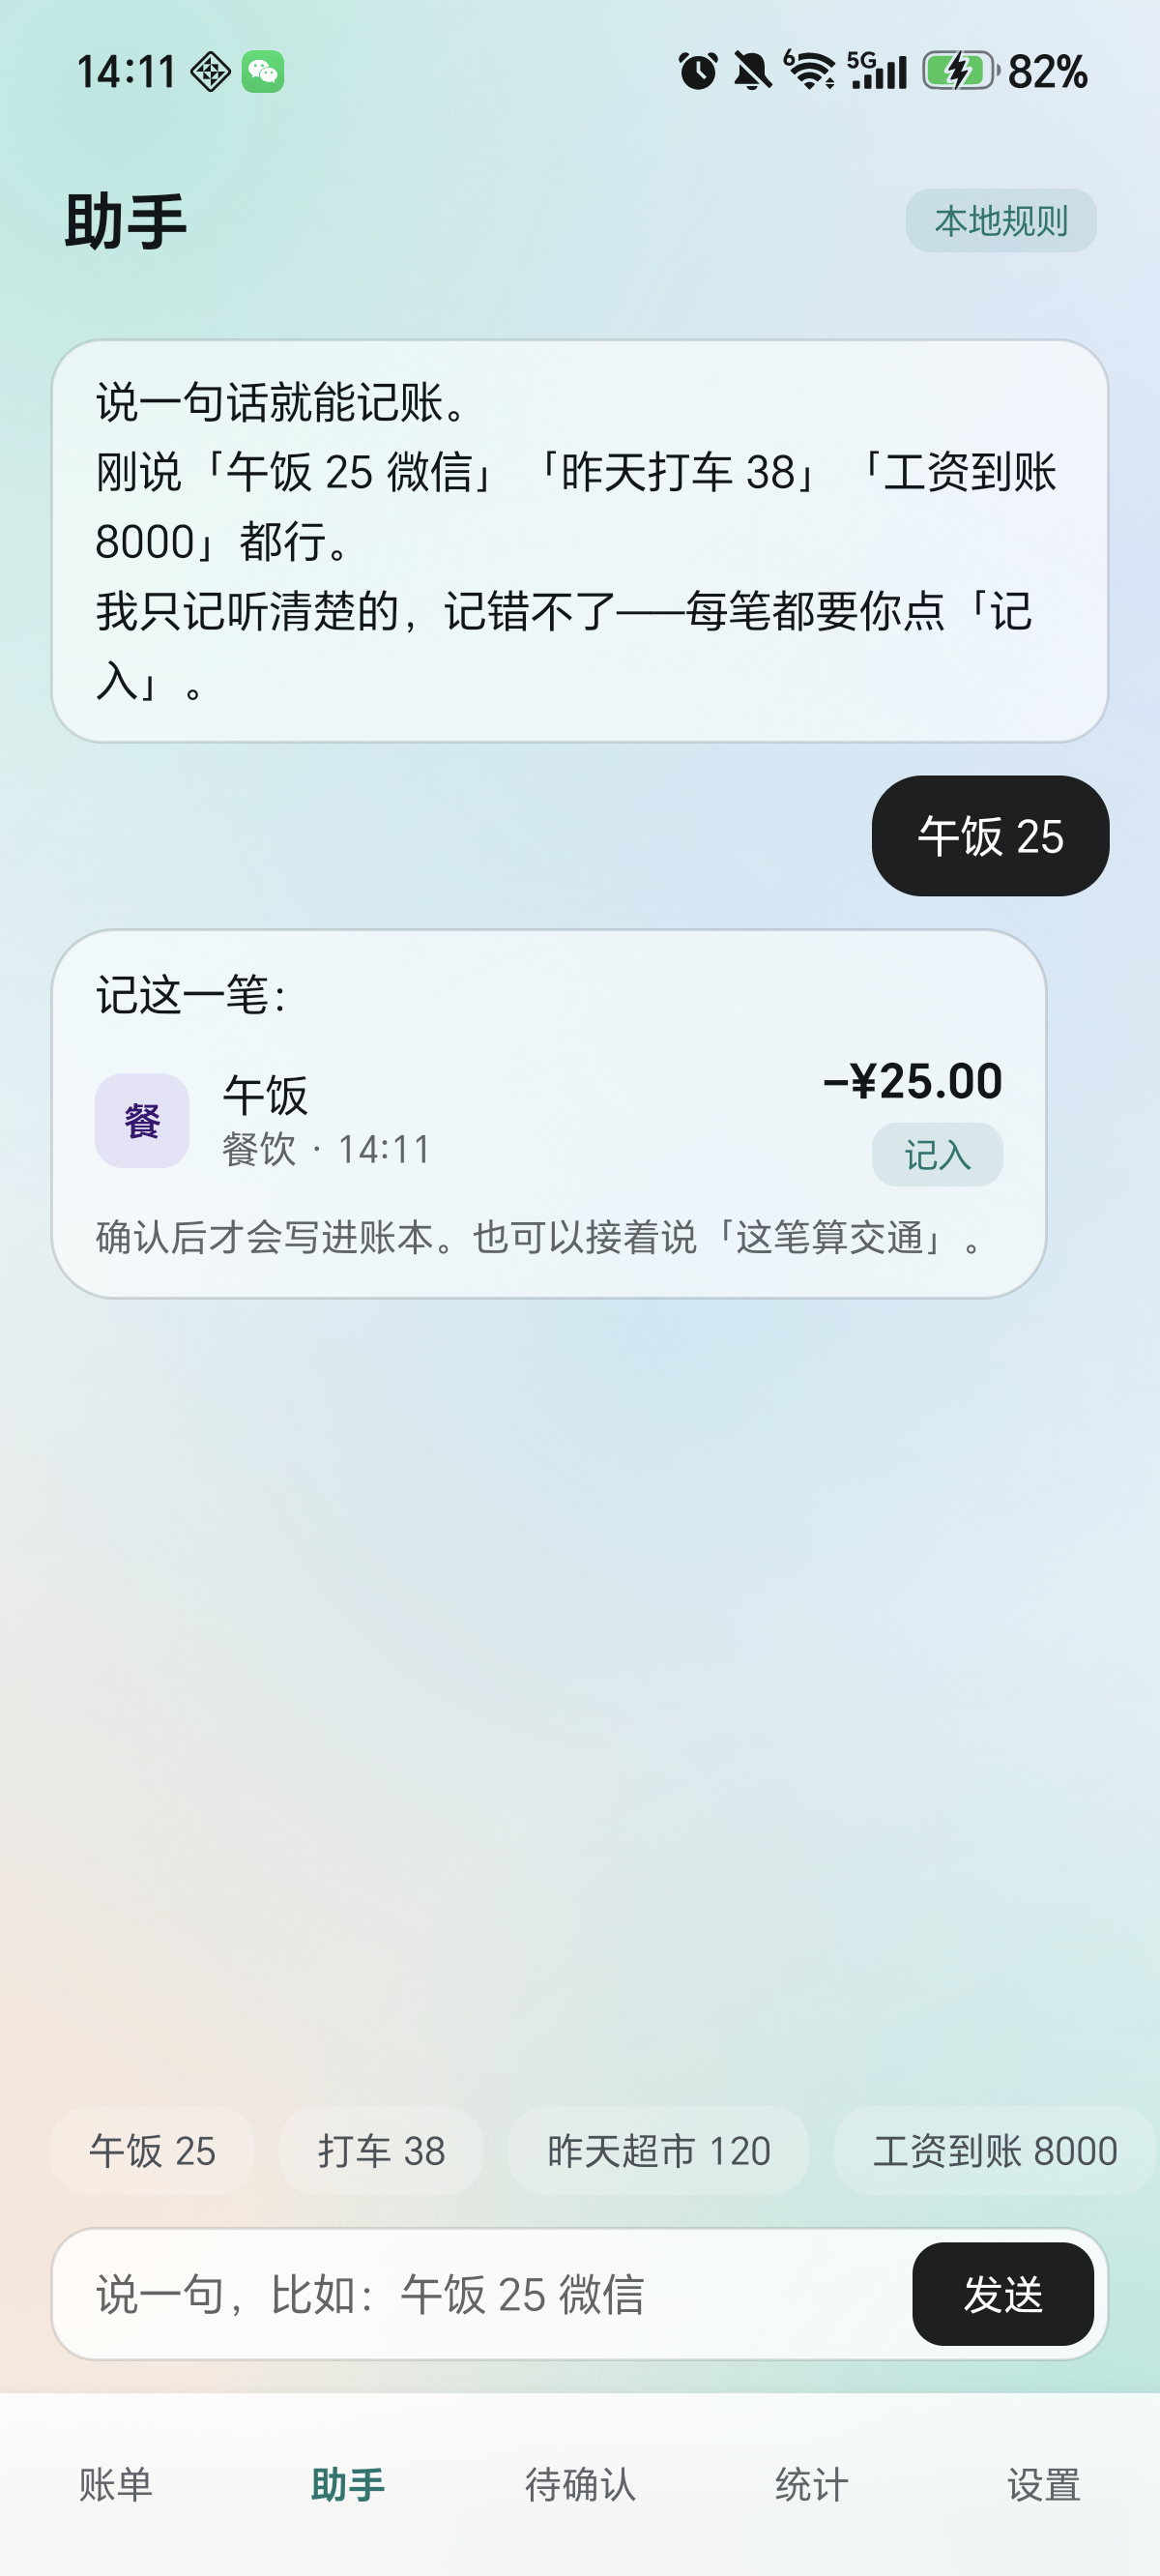 14:11
6
5G
82%
助手
本地规则
说一句话就能记账。
刚说「午饭 25 微信」「昨天打车 38」「工资到账
8000」都行。
我只记听清楚的，记错不了——每笔都要你点「记
入」。
午饭 25
记这一笔：
餐
午饭
–¥25.00
餐饮 · 14:11
记入
确认后才会写进账本。也可以接着说「这笔算交通」。
午饭 25
打车 38
昨天超市 120
工资到账 8000
说一句，比如：午饭 25 微信
发送
账单
助手
待确认
统计
设置